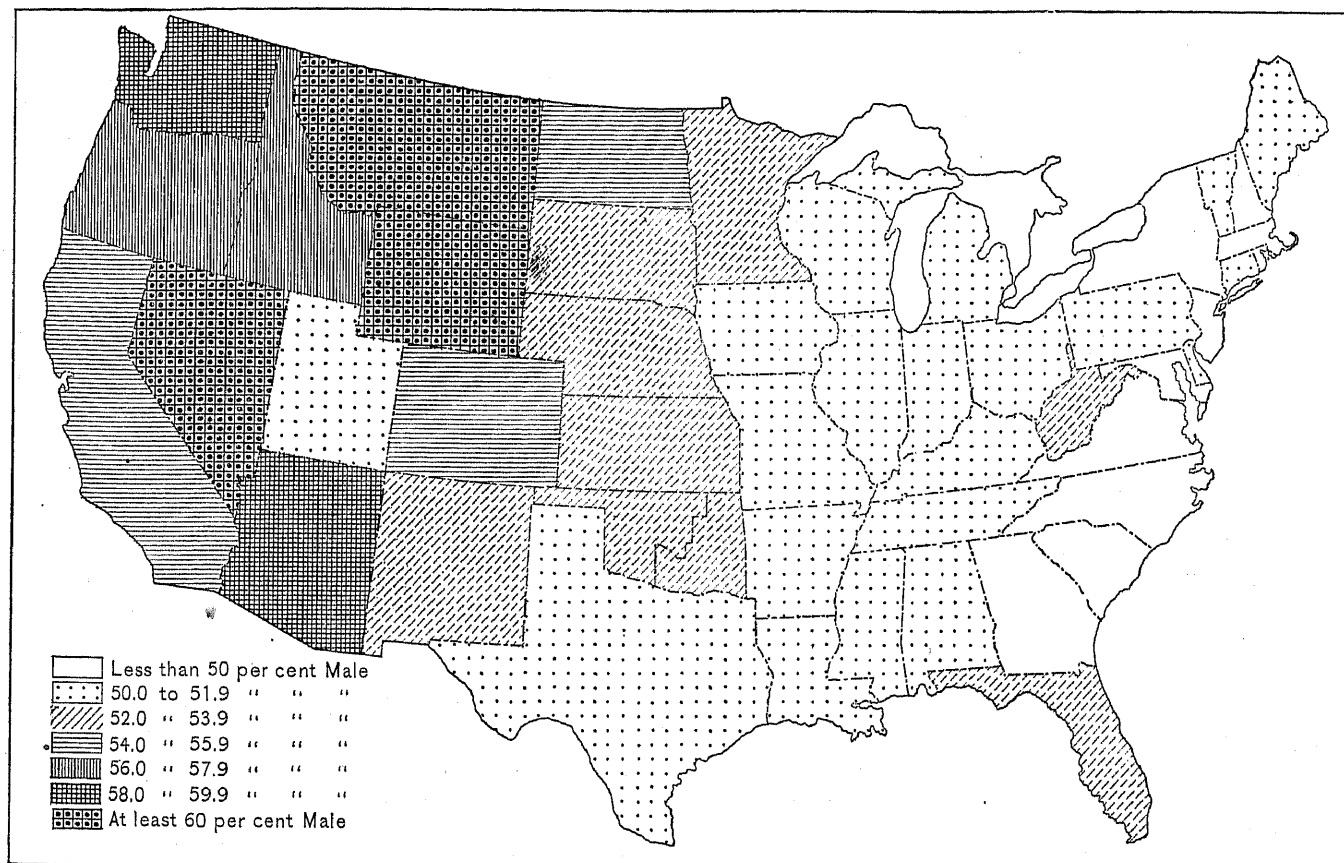 Less than 50 per cent Male
50.0 to 51.9 “ “ “
52.0 “ 53.9 “ “ “
54.0 “ 55.9 “ “ “
56.0 “ 57.9 “ “ “
58.0 “ 59.9 “ “ “
At least 60 per cent Male